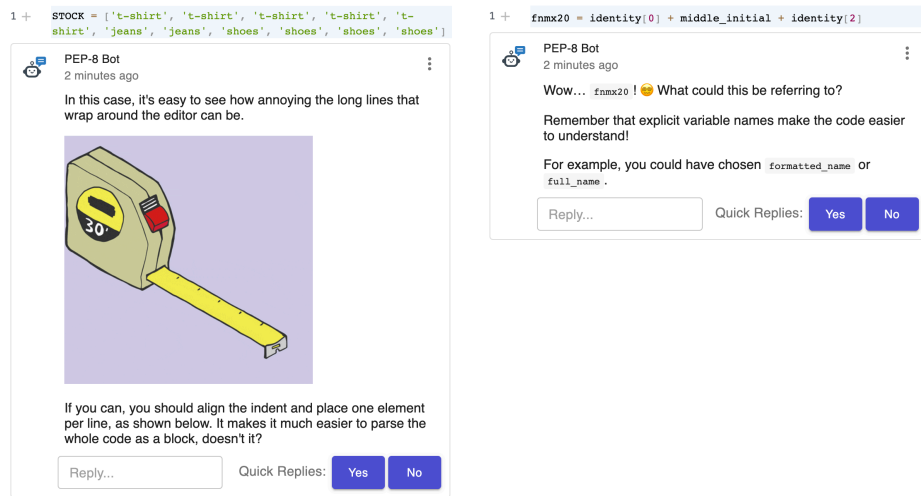 1 + STOCK = ['t-shirt', 't-shirt', 't-shirt', 't-shirt', 't-
shirt', 'jeans', 'jeans', 'shoes', 'shoes', 'shoes', 'shoes']
PEP-8 Bot
2 minutes ago
In this case, it's easy to see how annoying the long lines that
wrap around the editor can be.
30'
If you can, you should align the indent and place one element
per line, as shown below. It makes it much easier to parse the
whole code as a block, doesn't it?
Reply... Quick Replies: Yes No
1 + fnmx20 = identity[0] + middle_initial + identity[2]
PEP-8 Bot
2 minutes ago
Wow… fnmx20 ! 😵‍💫 What could this be referring to?
Remember that explicit variable names make the code easier
to understand!
For example, you could have chosen formatted_name or
full_name .
Reply... Quick Replies: Yes No